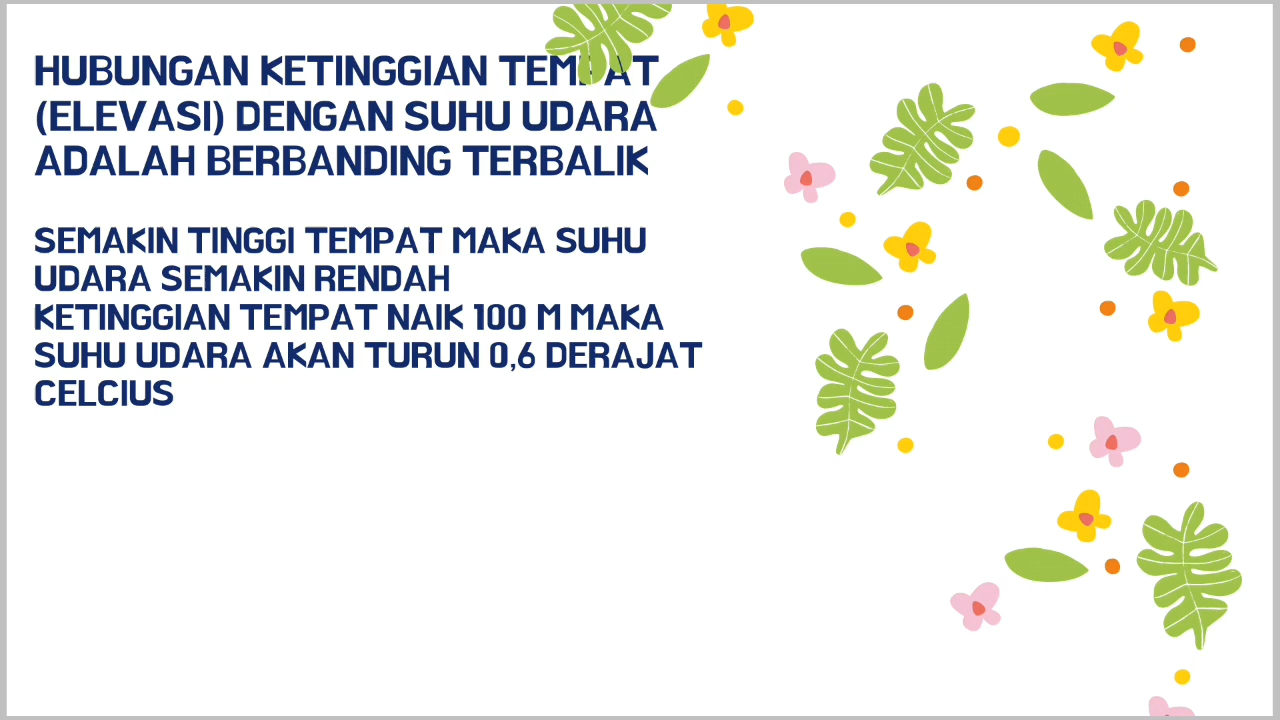 HUBUNGAN KETINGGIAN TEMPAT
(ELEVASI) DENGAN SUHU UDARA
ADALAH BERBANDING TERBALIK
SEMAKIN TINGGI TEMPAT MAKA SUHU
UDARA SEMAKIN RENDAH
KETINGGIAN TEMPAT NAIK 100 M MAKA
SUHU UDARA AKAN TURUN 0,6 DERAJAT
CELCIUS